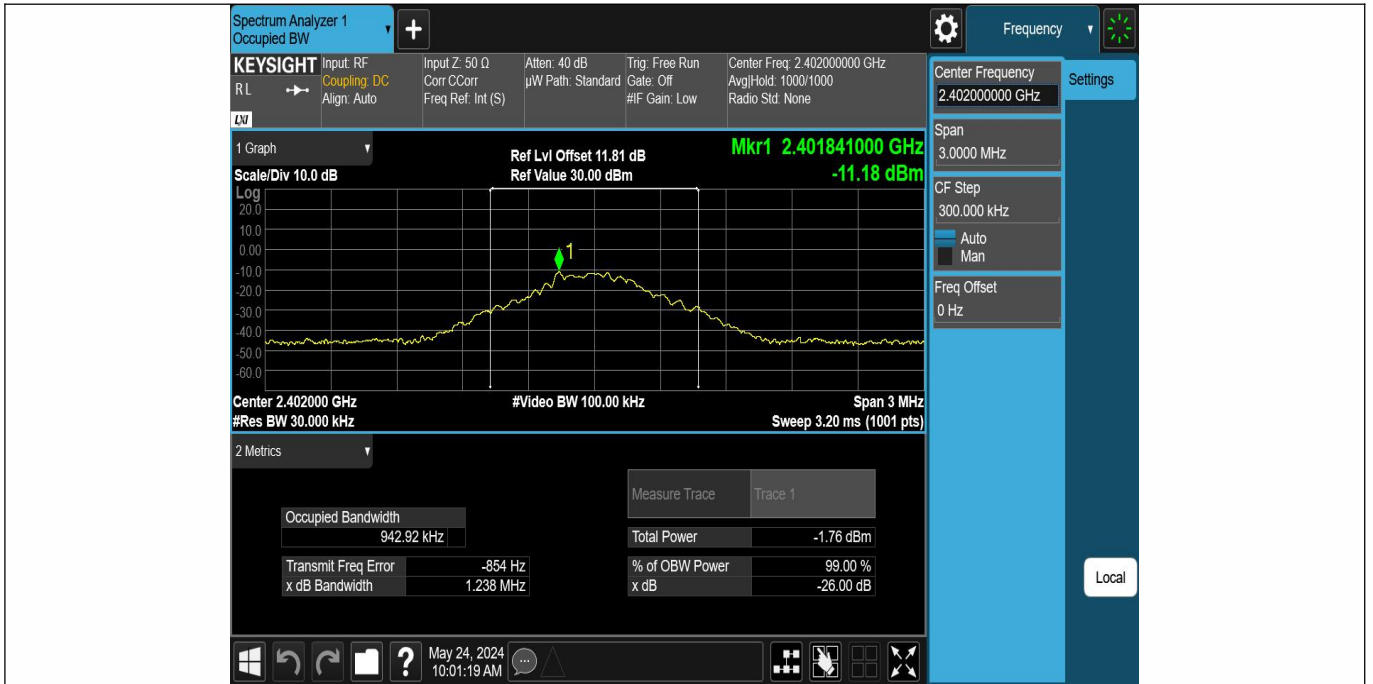 Spectrum Analyzer 1
Occupied BW
+
Frequency
KEYSIGHT
RL
LXI
Input: RF
Coupling: DC
Align: Auto
Input Z: 50 Ω
Corr CCorr
Freq Ref: Int (S)
Atten: 40 dB
µW Path: Standard
Trig: Free Run
Gate: Off
#IF Gain: Low
Center Freq: 2.402000000 GHz
Avg|Hold: 1000/1000
Radio Std: None
Center Frequency
2.402000000 GHz
Settings
Span
3.0000 MHz
CF Step
300.000 kHz
Auto
Man
Freq Offset
0 Hz
1 Graph
Scale/Div 10.0 dB
Ref Lvl Offset 11.81 dB
Ref Value 30.00 dBm
Mkr1 2.401841000 GHz
-11.18 dBm
Log
20.0
10.0
0.00
-10.0
-20.0
-30.0
-40.0
-50.0
-60.0
1
Center 2.402000 GHz
#Video BW 100.00 kHz
Span 3 MHz
#Res BW 30.000 kHz
Sweep 3.20 ms (1001 pts)
2 Metrics
Measure Trace
Trace 1
Occupied Bandwidth
942.92 kHz
Total Power
-1.76 dBm
Transmit Freq Error
-854 Hz
% of OBW Power
99.00 %
x dB Bandwidth
1.238 MHz
x dB
-26.00 dB
Local
?
May 24, 2024
10:01:19 AM